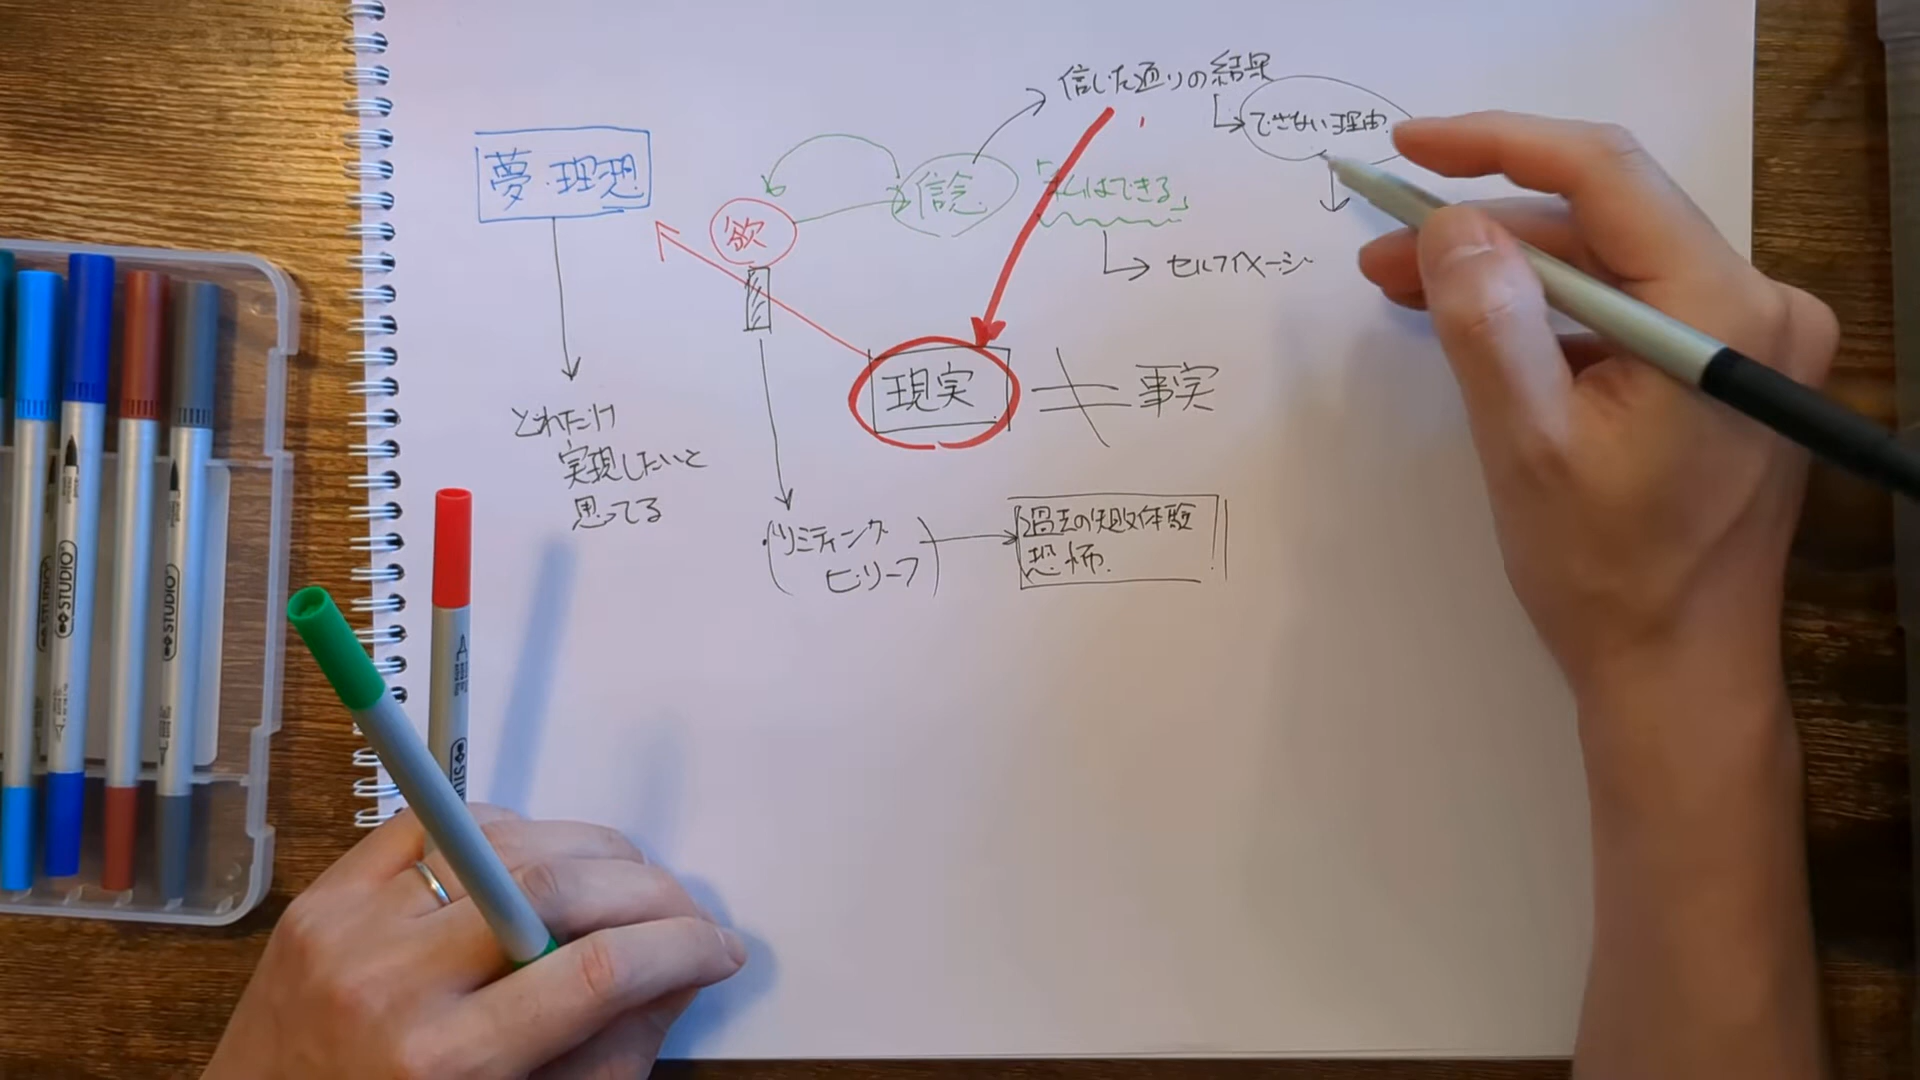 信じた通りの結果
できない理由
夢・理想
欲
信念
「私はできる」
セルフイメージ
現実
事実
どれだけ
実現したいと
思ってる
リミティング
ビリーフ
過去の失敗体験
恐怖
STUDIO
STUDIO
STUDIO